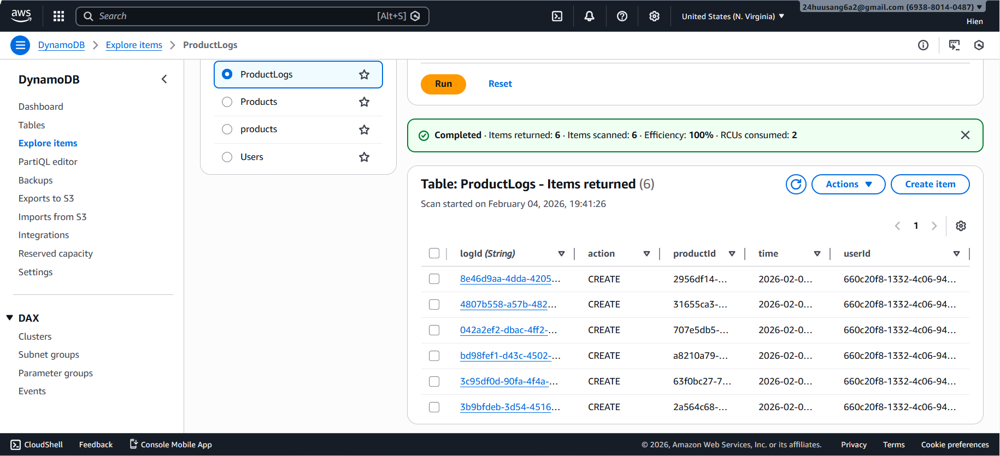 aws
Search
[Alt+S]
United States (N. Virginia)
24huusang6a2@gmail.com (6938-8014-0487)
Hien
DynamoDB
Explore items
ProductLogs
DynamoDB
Dashboard
Tables
Explore items
PartiQL editor
Backups
Exports to S3
Imports from S3
Integrations
Reserved capacity
Settings
DAX
Clusters
Subnet groups
Parameter groups
Events
ProductLogs
Products
products
Users
Run
Reset
Completed · Items returned: 6 · Items scanned: 6 · Efficiency: 100% · RCUs consumed: 2
Table: ProductLogs - Items returned (6)
Actions
Create item
Scan started on February 04, 2026, 19:41:26
1
logId (String) action productId time userId
8e46d9aa-4dda-4205... CREATE 2956df14-... 2026-02-0... 660c20f8-1332-4c06-94...
4807b558-a57b-482... CREATE 31655ca3-... 2026-02-0... 660c20f8-1332-4c06-94...
042a2ef2-dbac-4ff2-... CREATE 707e5db5-... 2026-02-0... 660c20f8-1332-4c06-94...
bd98fef1-d43c-4502-... CREATE a8210a79-... 2026-02-0... 660c20f8-1332-4c06-94...
3c95df0d-90fa-4f4a-... CREATE 63f0bc27-7... 2026-02-0... 660c20f8-1332-4c06-94...
3b9bfdeb-3d54-4516... CREATE 2a564c68-... 2026-02-0... 660c20f8-1332-4c06-94...
CloudShell
Feedback
Console Mobile App
© 2026, Amazon Web Services, Inc. or its affiliates.
Privacy
Terms
Cookie preferences